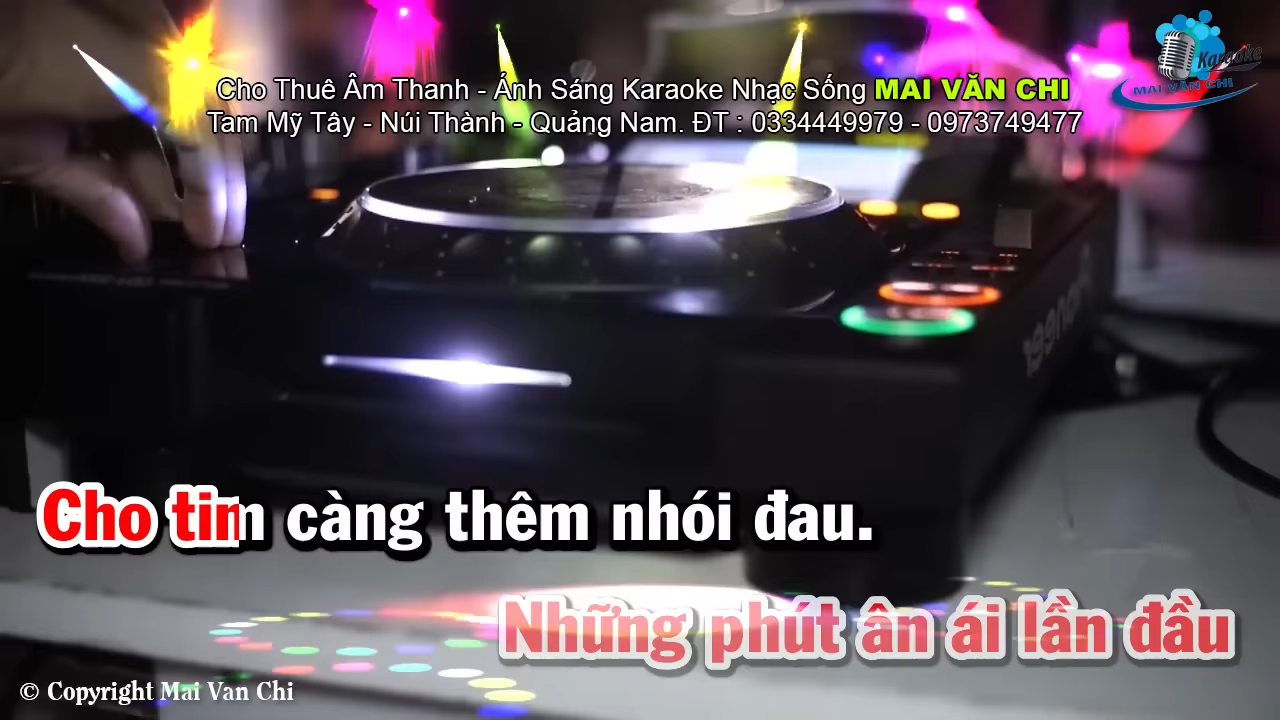 Cho Thuê Âm Thanh - Ánh Sáng Karaoke Nhạc Sống MAI VĂN CHI
Tam Mỹ Tây - Núi Thành - Quảng Nam. ĐT : 0334449979 - 0973749477
Karaoke
MAI VĂN CHI
Cho tim càng thêm nhói đau.
Những phút ân ái lần đầu
© Copyright Mai Van Chi